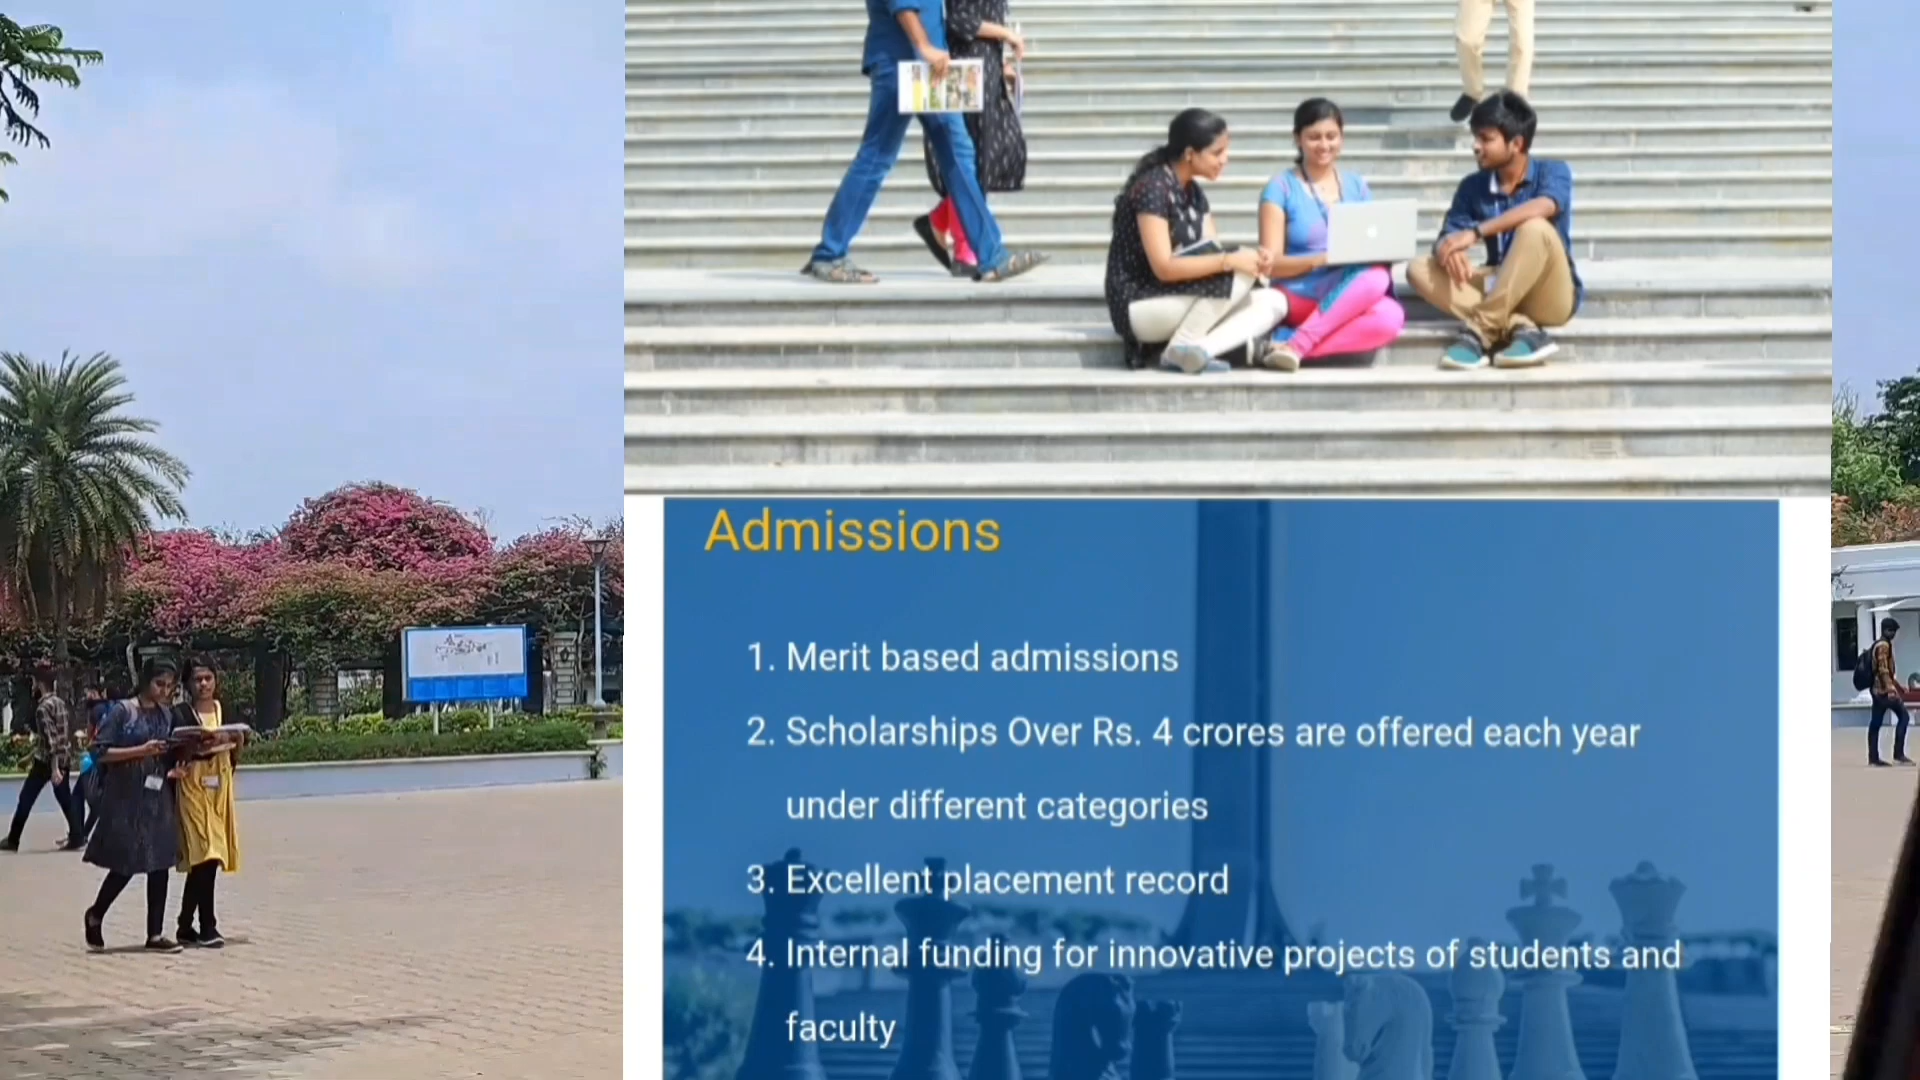 Admissions
1. Merit based admissions
2. Scholarships Over Rs. 4 crores are offered each year
under different categories
3. Excellent placement record
4. Internal funding for innovative projects of students and
faculty